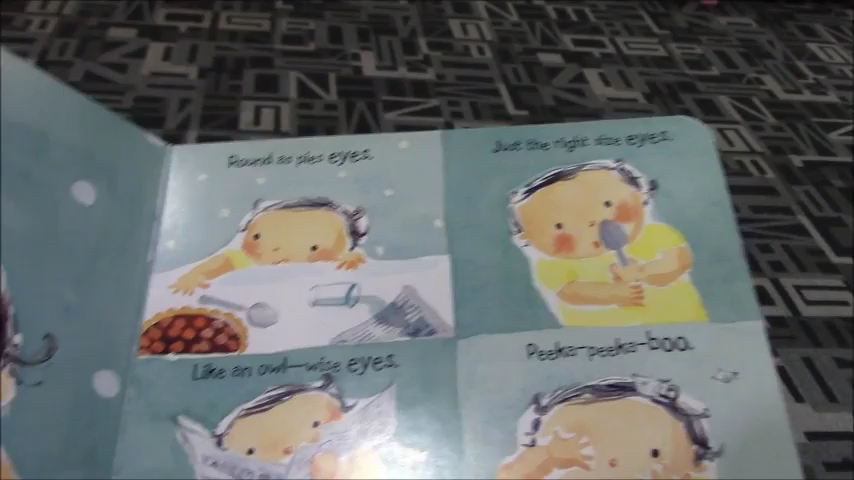 Round as pies eyes.
Just the right size eyes.
Like an owl—wise eyes.
Peeka-peeka-boo.